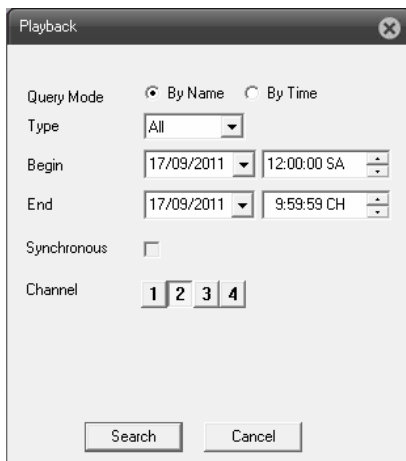 Playback
Query Mode By Name By Time
Type All
Begin 17/09/2011 12:00:00 SA
End 17/09/2011 9:59:59 CH
Synchronous
Channel 1 2 3 4
Search Cancel